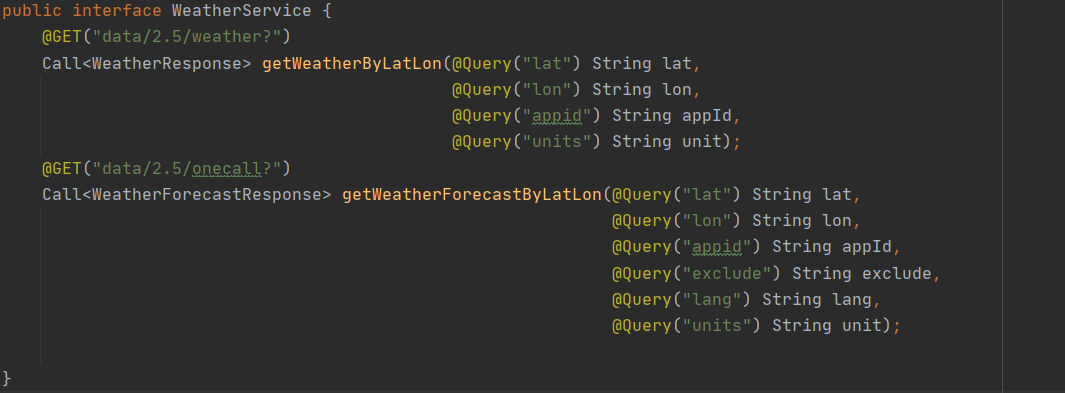 public interface WeatherService {
@GET("data/2.5/weather?")
Call<WeatherResponse> getWeatherByLatLon(@Query("lat") String lat,
@Query("lon") String lon,
@Query("appid") String appId,
@Query("units") String unit);
@GET("data/2.5/onecall?")
Call<WeatherForecastResponse> getWeatherForecastByLatLon(@Query("lat") String lat,
@Query("lon") String lon,
@Query("appid") String appId,
@Query("exclude") String exclude,
@Query("lang") String lang,
@Query("units") String unit);
}